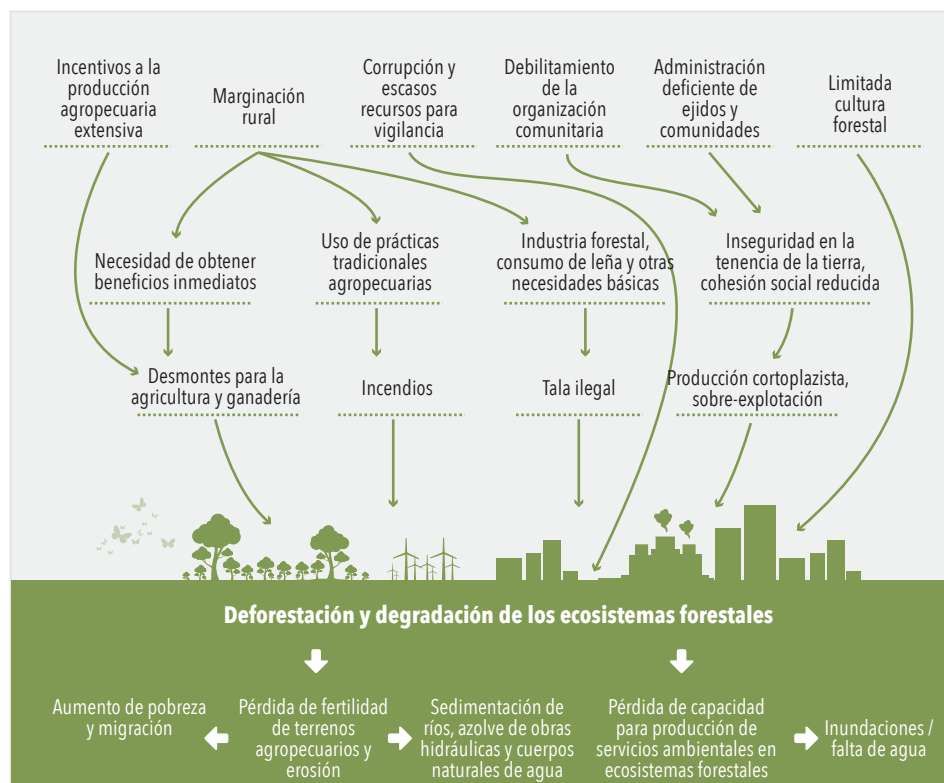 Incentivos a la
producción
agropecuaria
extensiva
Marginación
rural
Corrupción y
escasos
recursos para
vigilancia
Debilitamiento
de la
organización
comunitaria
Administración
deficiente de
ejidos y
comunidades
Limitada
cultura
forestal
Necesidad de obtener
beneficios inmediatos
Uso de prácticas
tradicionales
agropecuarias
Industria forestal,
consumo de leña y otras
necesidades básicas
Inseguridad en la
tenencia de la tierra,
cohesión social reducida
Desmontes para la
agricultura y ganadería
Incendios
Tala ilegal
Producción cortoplazista,
sobre-explotación
Deforestación y degradación de los ecosistemas forestales
Aumento de pobreza
y migración
Pérdida de fertilidad
de terrenos
agropecuarios y
erosión
Sedimentación de
ríos, azolve de obras
hidráulicas y cuerpos
naturales de agua
Pérdida de capacidad
para producción de
servicios ambientales en
ecosistemas forestales
Inundaciones /
falta de agua